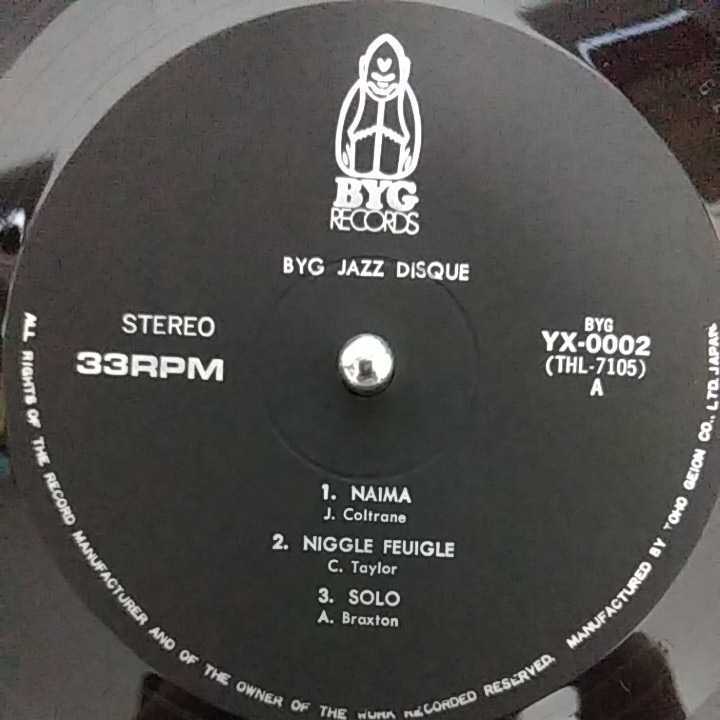 BYG
RECORDS
BYG JAZZ DISQUE
STEREO
33RPM
BYG
YX-0002
(THL-7105)
A
1. NAIMA
J. Coltrane
2. NIGGLE FEUIGLE
C. Taylor
3. SOLO
A. Braxton
ALL RIGHTS OF THE RECORD MANUFACTURER AND OF THE OWNER OF THE WORK RECORDED RESERVED. MANUFACTURED BY TOHO GEION CO., LTD. JAPAN